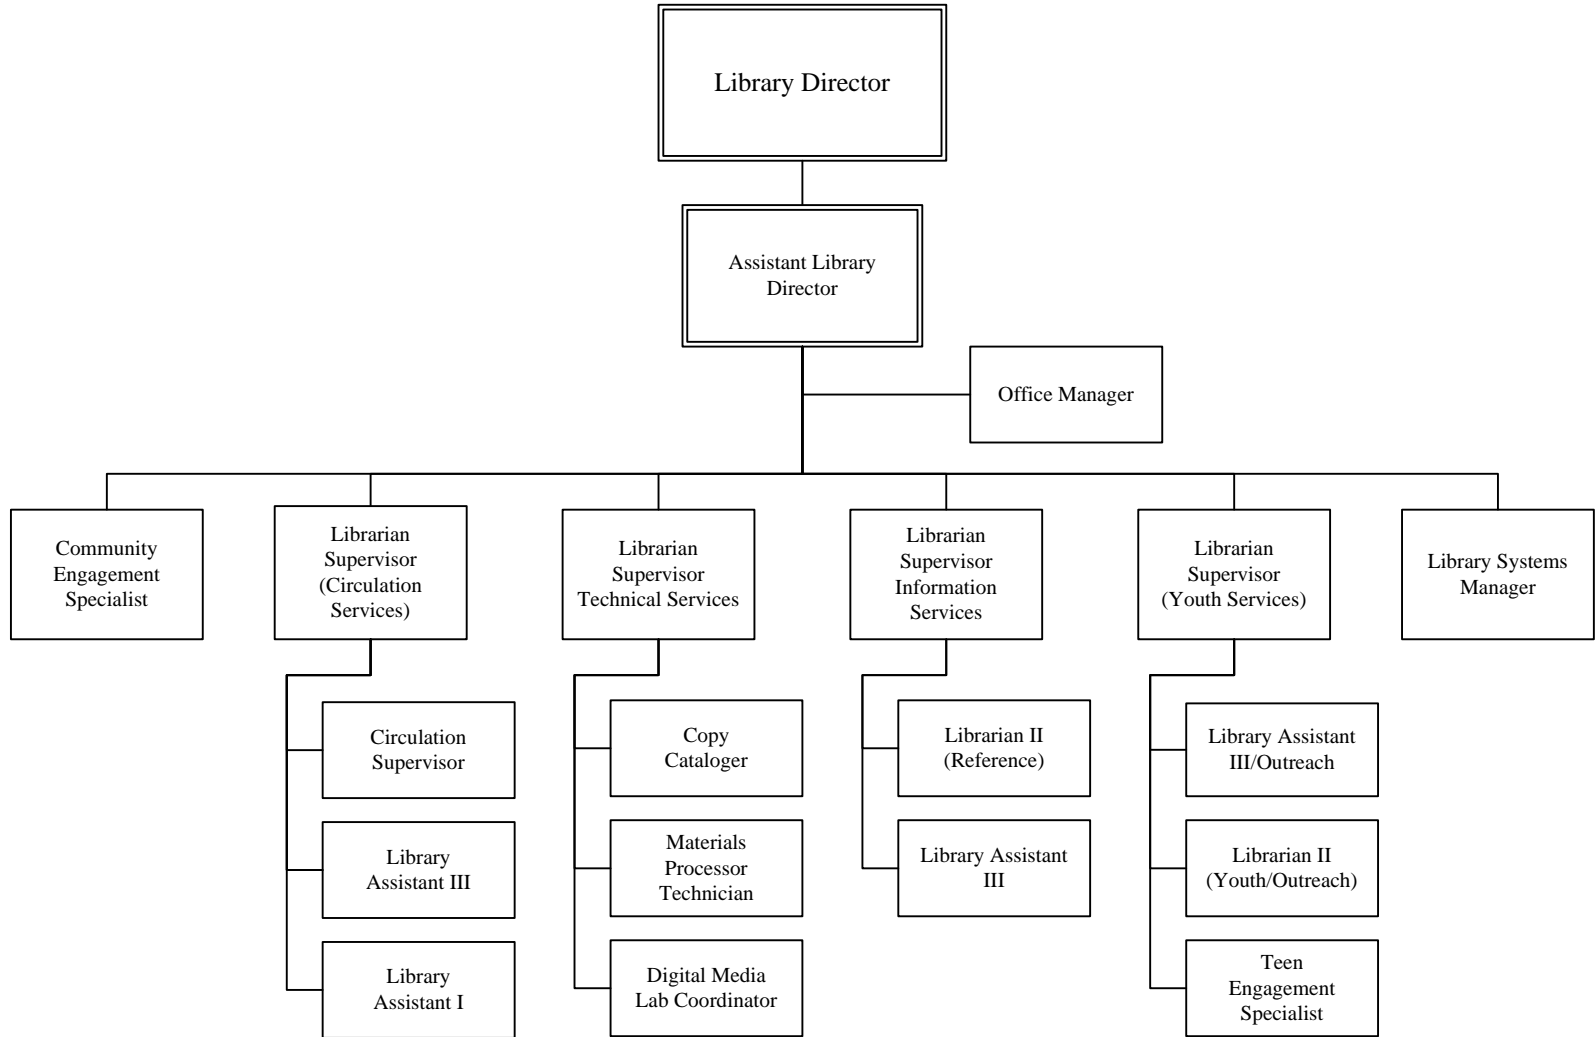 Library Director
Assistant Library
Director
Office Manager
Community
Engagement
Specialist
Librarian
Supervisor
(Circulation
Services)
Librarian
Supervisor
Technical Services
Librarian
Supervisor
Information
Services
Librarian
Supervisor
(Youth Services)
Library Systems
Manager
Circulation
Supervisor
Library
Assistant III
Library
Assistant I
Copy
Cataloger
Materials
Processor
Technician
Digital Media
Lab Coordinator
Librarian II
(Reference)
Library Assistant
III
Library Assistant
III/Outreach
Librarian II
(Youth/Outreach)
Teen
Engagement
Specialist